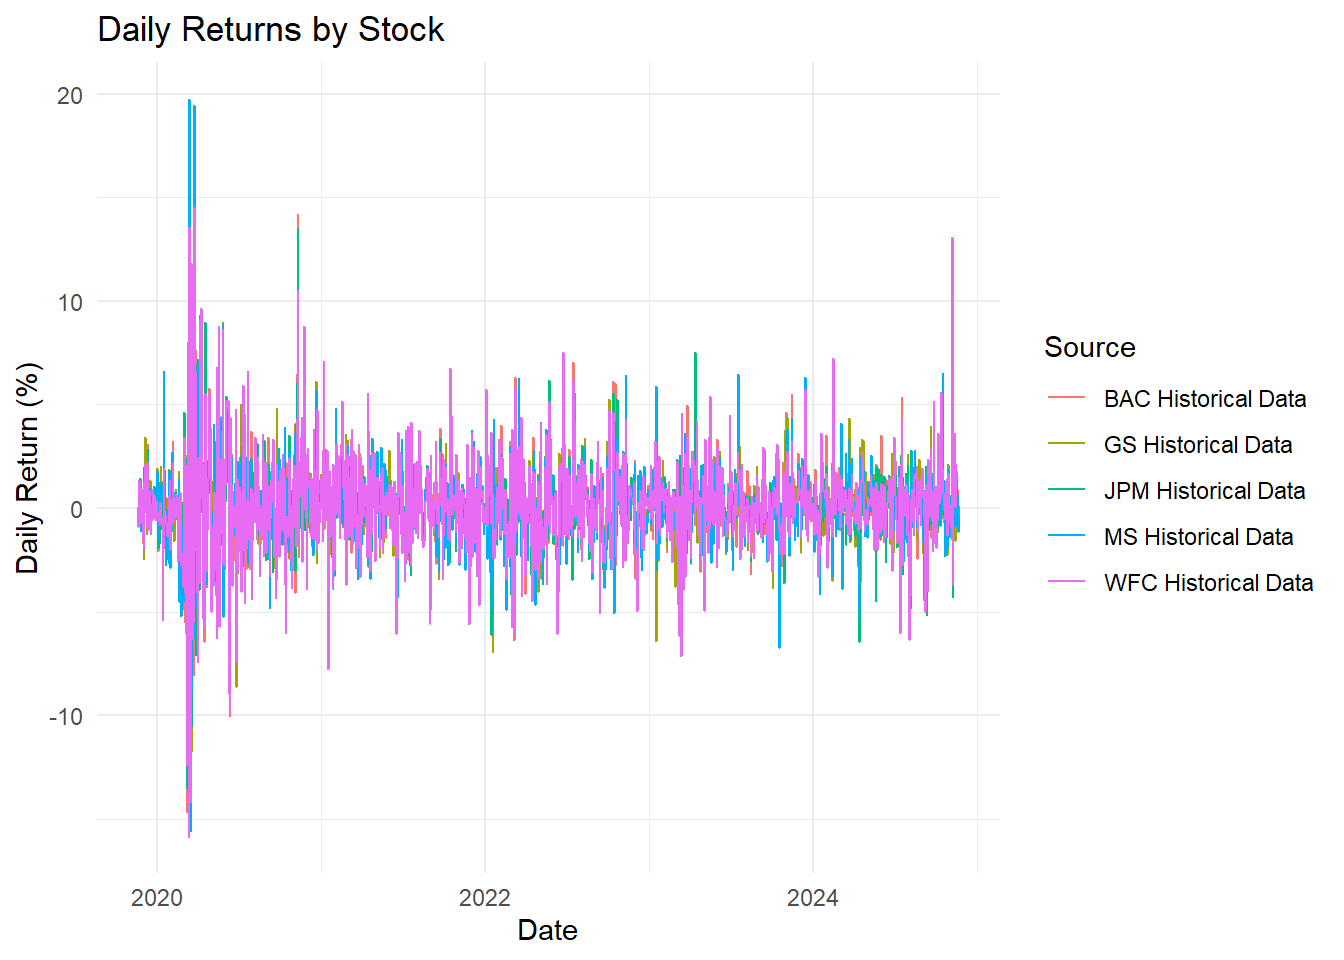 Daily Returns by Stock
20
10
0
-10
Daily Return (%)
2020
2022
2024
Date
Source
BAC Historical Data
GS Historical Data
JPM Historical Data
MS Historical Data
WFC Historical Data